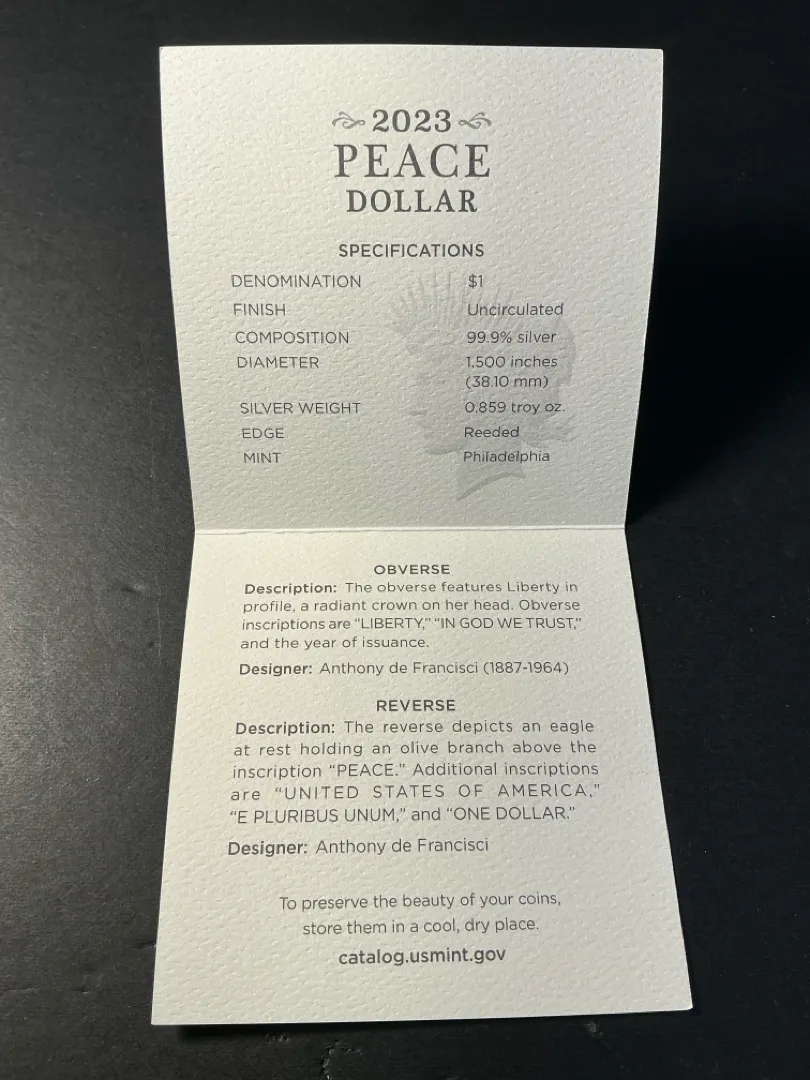 2023
PEACE
DOLLAR
SPECIFICATIONS
DENOMINATION $1
FINISH Uncirculated
COMPOSITION 99.9% silver
DIAMETER 1.500 inches
(38.10 mm)
SILVER WEIGHT 0.859 troy oz.
EDGE Reeded
MINT Philadelphia
OBVERSE
Description: The obverse features Liberty in
profile, a radiant crown on her head. Obverse
inscriptions are “LIBERTY,” “IN GOD WE TRUST,”
and the year of issuance.
Designer: Anthony de Francisci (1887-1964)
REVERSE
Description: The reverse depicts an eagle
at rest holding an olive branch above the
inscription “PEACE.” Additional inscriptions
are “UNITED STATES OF AMERICA,”
“E PLURIBUS UNUM,” and “ONE DOLLAR.”
Designer: Anthony de Francisci
To preserve the beauty of your coins,
store them in a cool, dry place.
catalog.usmint.gov